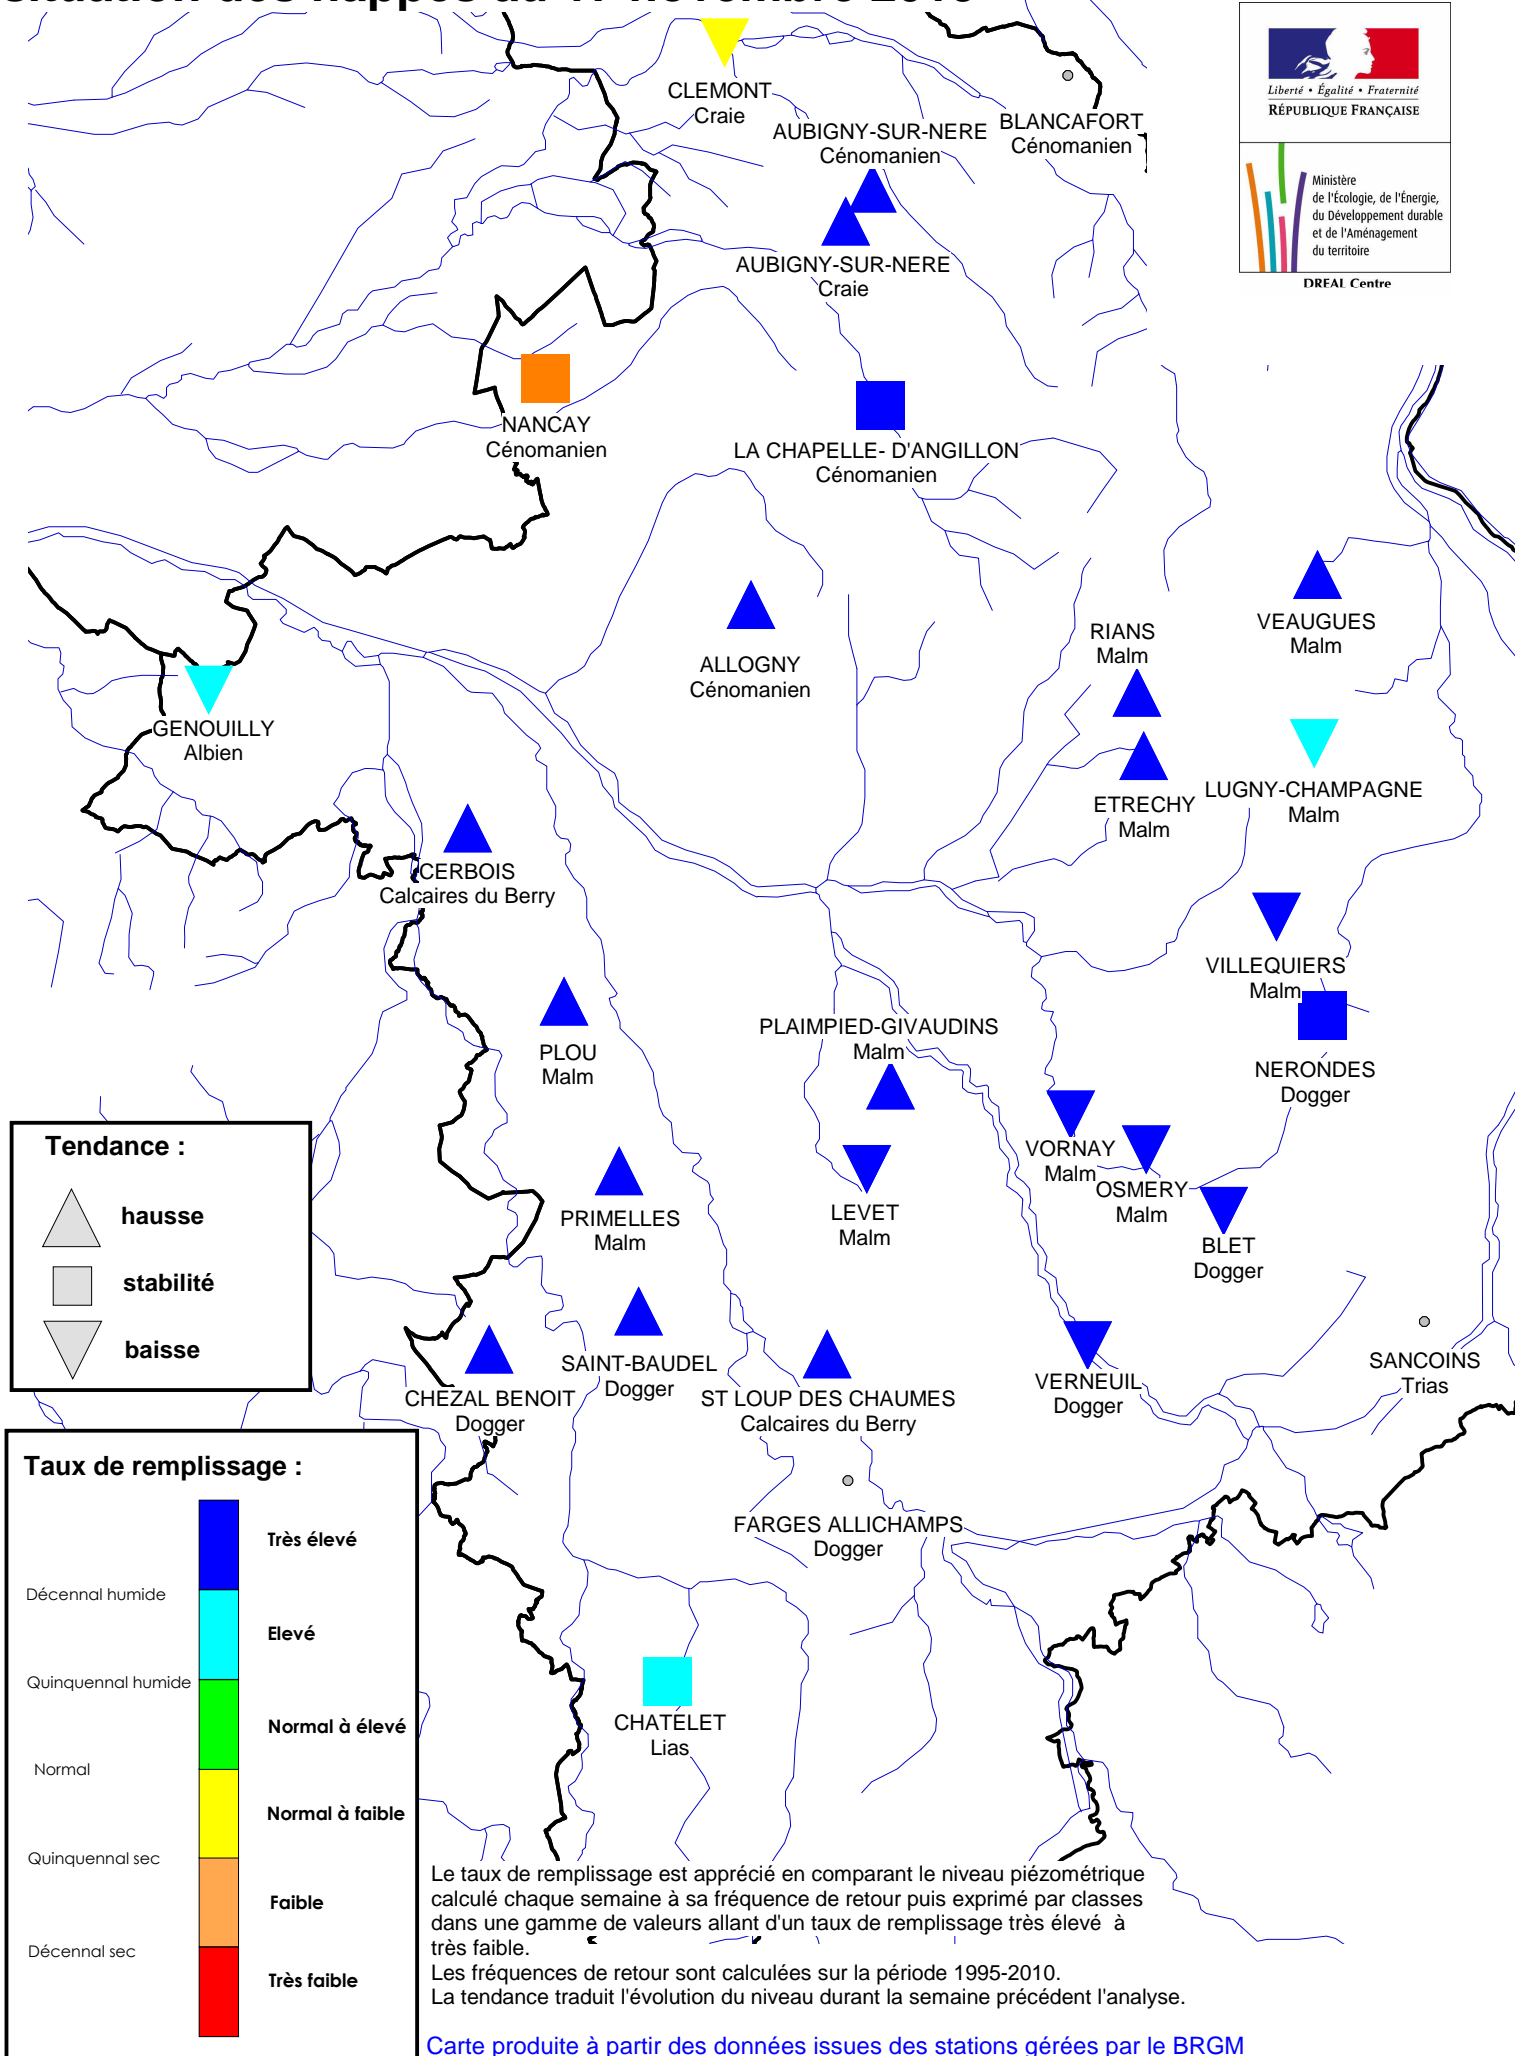 situation des nappes au 17 novembre 2010
Liberté • Égalité • Fraternité
RÉPUBLIQUE FRANÇAISE
Ministère
de l'Écologie, de l'Énergie,
du Développement durable
et de l'Aménagement
du territoire
DREAL Centre
CLEMONT
Craie
AUBIGNY-SUR-NERE
Cénomanien
BLANCAFORT
Cénomanien
AUBIGNY-SUR-NERE
Craie
NANCAY
Cénomanien
LA CHAPELLE- D'ANGILLON
Cénomanien
VEAUGUES
Malm
RIANS
Malm
ALLOGNY
Cénomanien
GENOUILLY
Albien
ETRECHY
Malm
LUGNY-CHAMPAGNE
Malm
CERBOIS
Calcaires du Berry
VILLEQUIERS
Malm
PLOU
Malm
PLAIMPIED-GIVAUDINS
Malm
NERONDES
Dogger
VORNAY
Malm
OSMERY
Malm
PRIMELLES
Malm
LEVET
Malm
BLET
Dogger
Tendance :
hausse
stabilité
baisse
SAINT-BAUDEL
Dogger
CHEZAL BENOIT
Dogger
ST LOUP DES CHAUMES
Calcaires du Berry
VERNEUIL
Dogger
SANCOINS
Trias
FARGES ALLICHAMPS
Dogger
CHATELET
Lias
Taux de remplissage :
Très élevé
Décennal humide
Elevé
Quinquennal humide
Normal à élevé
Normal
Normal à faible
Quinquennal sec
Faible
Décennal sec
Très faible
Le taux de remplissage est apprécié en comparant le niveau piézométrique
calculé chaque semaine à sa fréquence de retour puis exprimé par classes
dans une gamme de valeurs allant d'un taux de remplissage très élevé à
très faible.
Les fréquences de retour sont calculées sur la période 1995-2010.
La tendance traduit l'évolution du niveau durant la semaine précédent l'analyse.
Carte produite à partir des données issues des stations gérées par le BRGM